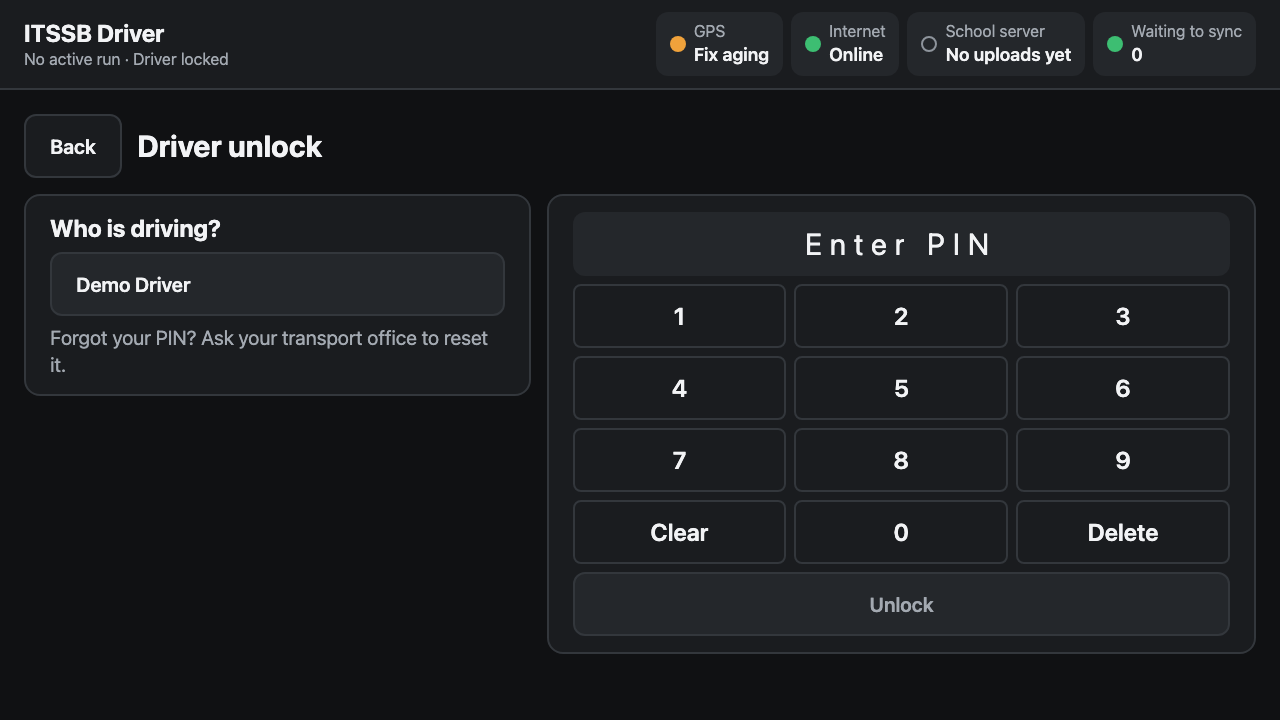 ITSSB Driver
No active run · Driver locked
GPS
Fix aging
Internet
Online
School server
No uploads yet
Waiting to sync
0
Back
Driver unlock
Who is driving?
Demo Driver
Forgot your PIN? Ask your transport office to reset
it.
Enter PIN
1 2 3
4 5 6
7 8 9
Clear 0 Delete
Unlock